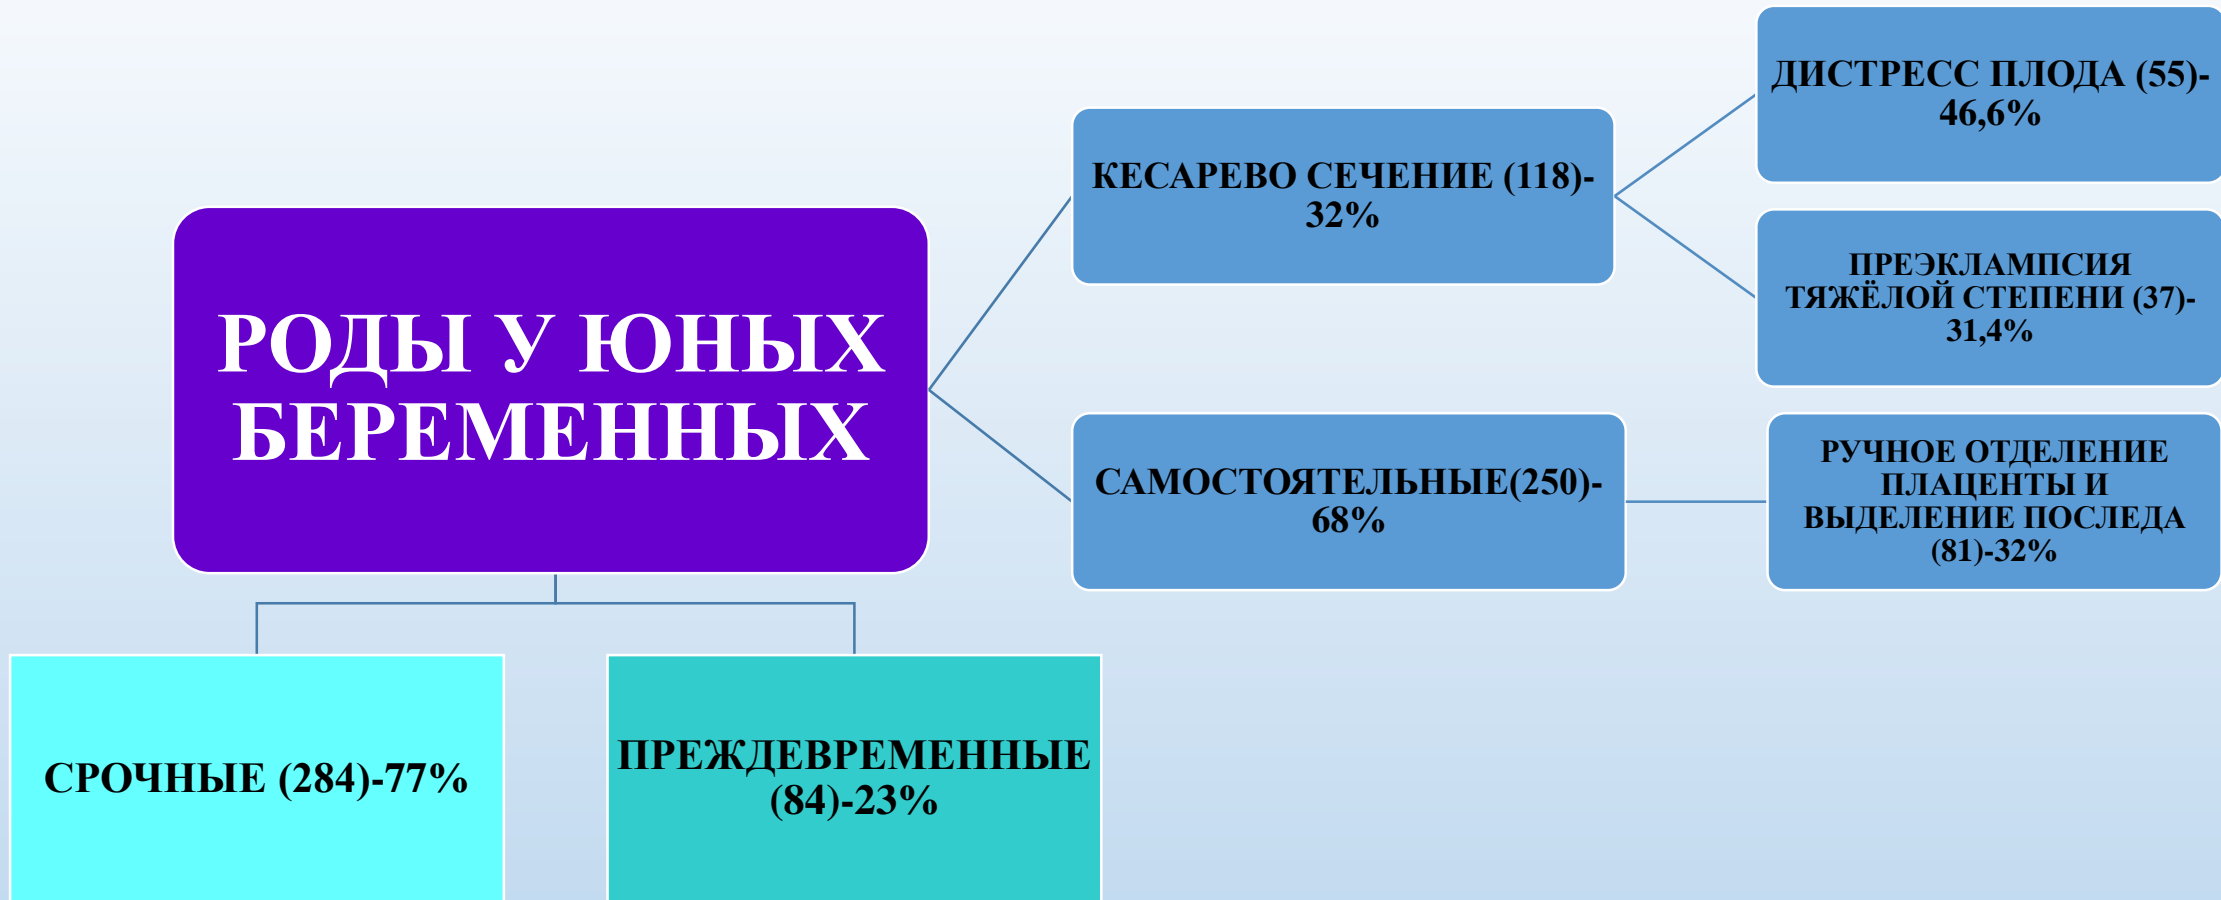 РОДЫ У ЮНЫХ
БЕРЕМЕННЫХ
КЕСАРЕВО СЕЧЕНИЕ (118)-
32%
ДИСТРЕСС ПЛОДА (55)-
46,6%
ПРЕЭКЛАМПСИЯ
ТЯЖЁЛОЙ СТЕПЕНИ (37)-
31,4%
САМОСТОЯТЕЛЬНЫЕ(250)-
68%
РУЧНОЕ ОТДЕЛЕНИЕ
ПЛАЦЕНТЫ И
ВЫДЕЛЕНИЕ ПОСЛЕДА
(81)-32%
СРОЧНЫЕ (284)-77%
ПРЕЖДЕВРЕМЕННЫЕ
(84)-23%